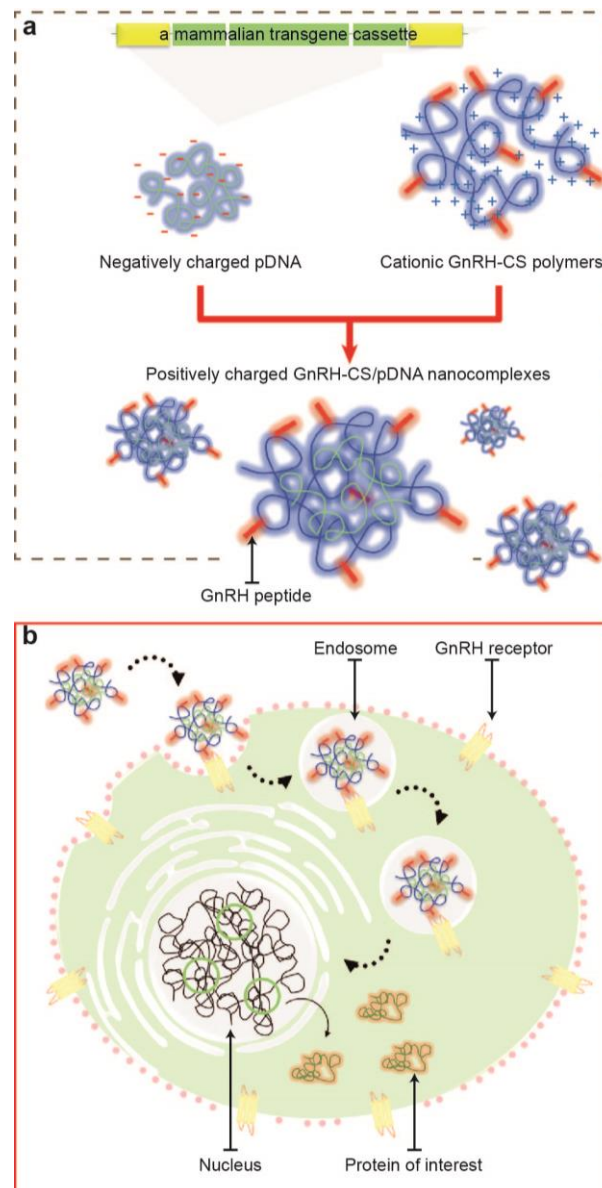 a
a mammalian transgene cassette
Negatively charged pDNA
Cationic GnRH-CS polymers
Positively charged GnRH-CS/pDNA nanocomplexes
GnRH peptide
b
Endosome
GnRH receptor
Nucleus
Protein of interest